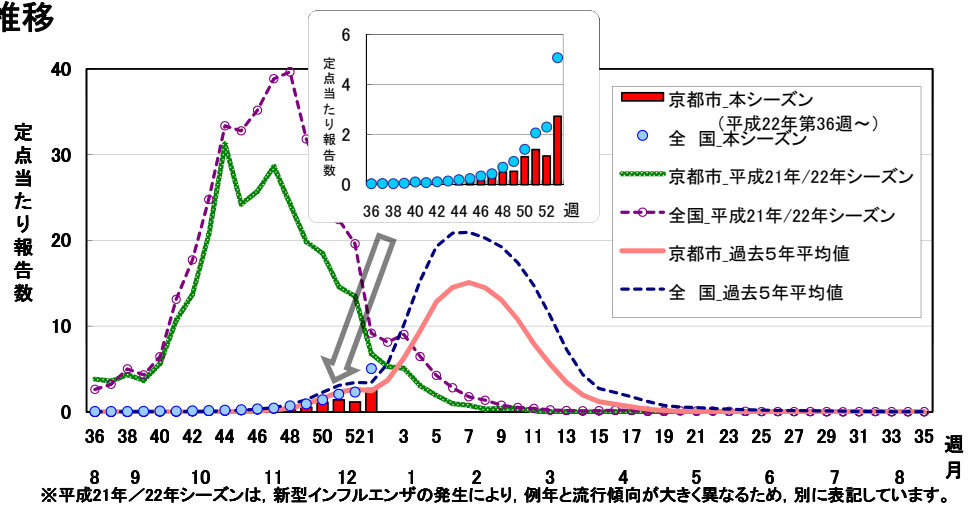 推移
定点当たり報告数
40
30
20
10
0
定点当たり報告数
6
4
2
0
36 38 40 42 44 46 48 50 52 週
京都市_本シーズン
(平成22年第36週～)
全 国_本シーズン
京都市_平成21年/22年シーズン
全国_平成21年/22年シーズン
京都市_過去5年平均値
全 国_過去5年平均値
36 38 40 42 44 46 48 50 52 1 3 5 7 9 11 13 15 17 19 21 23 25 27 29 31 33 35 週
8 9 10 11 12 1 2 3 4 5 6 7 8 月
※平成21年／22年シーズンは，新型インフルエンザの発生により，例年と流行傾向が大きく異なるため，別に表記しています。